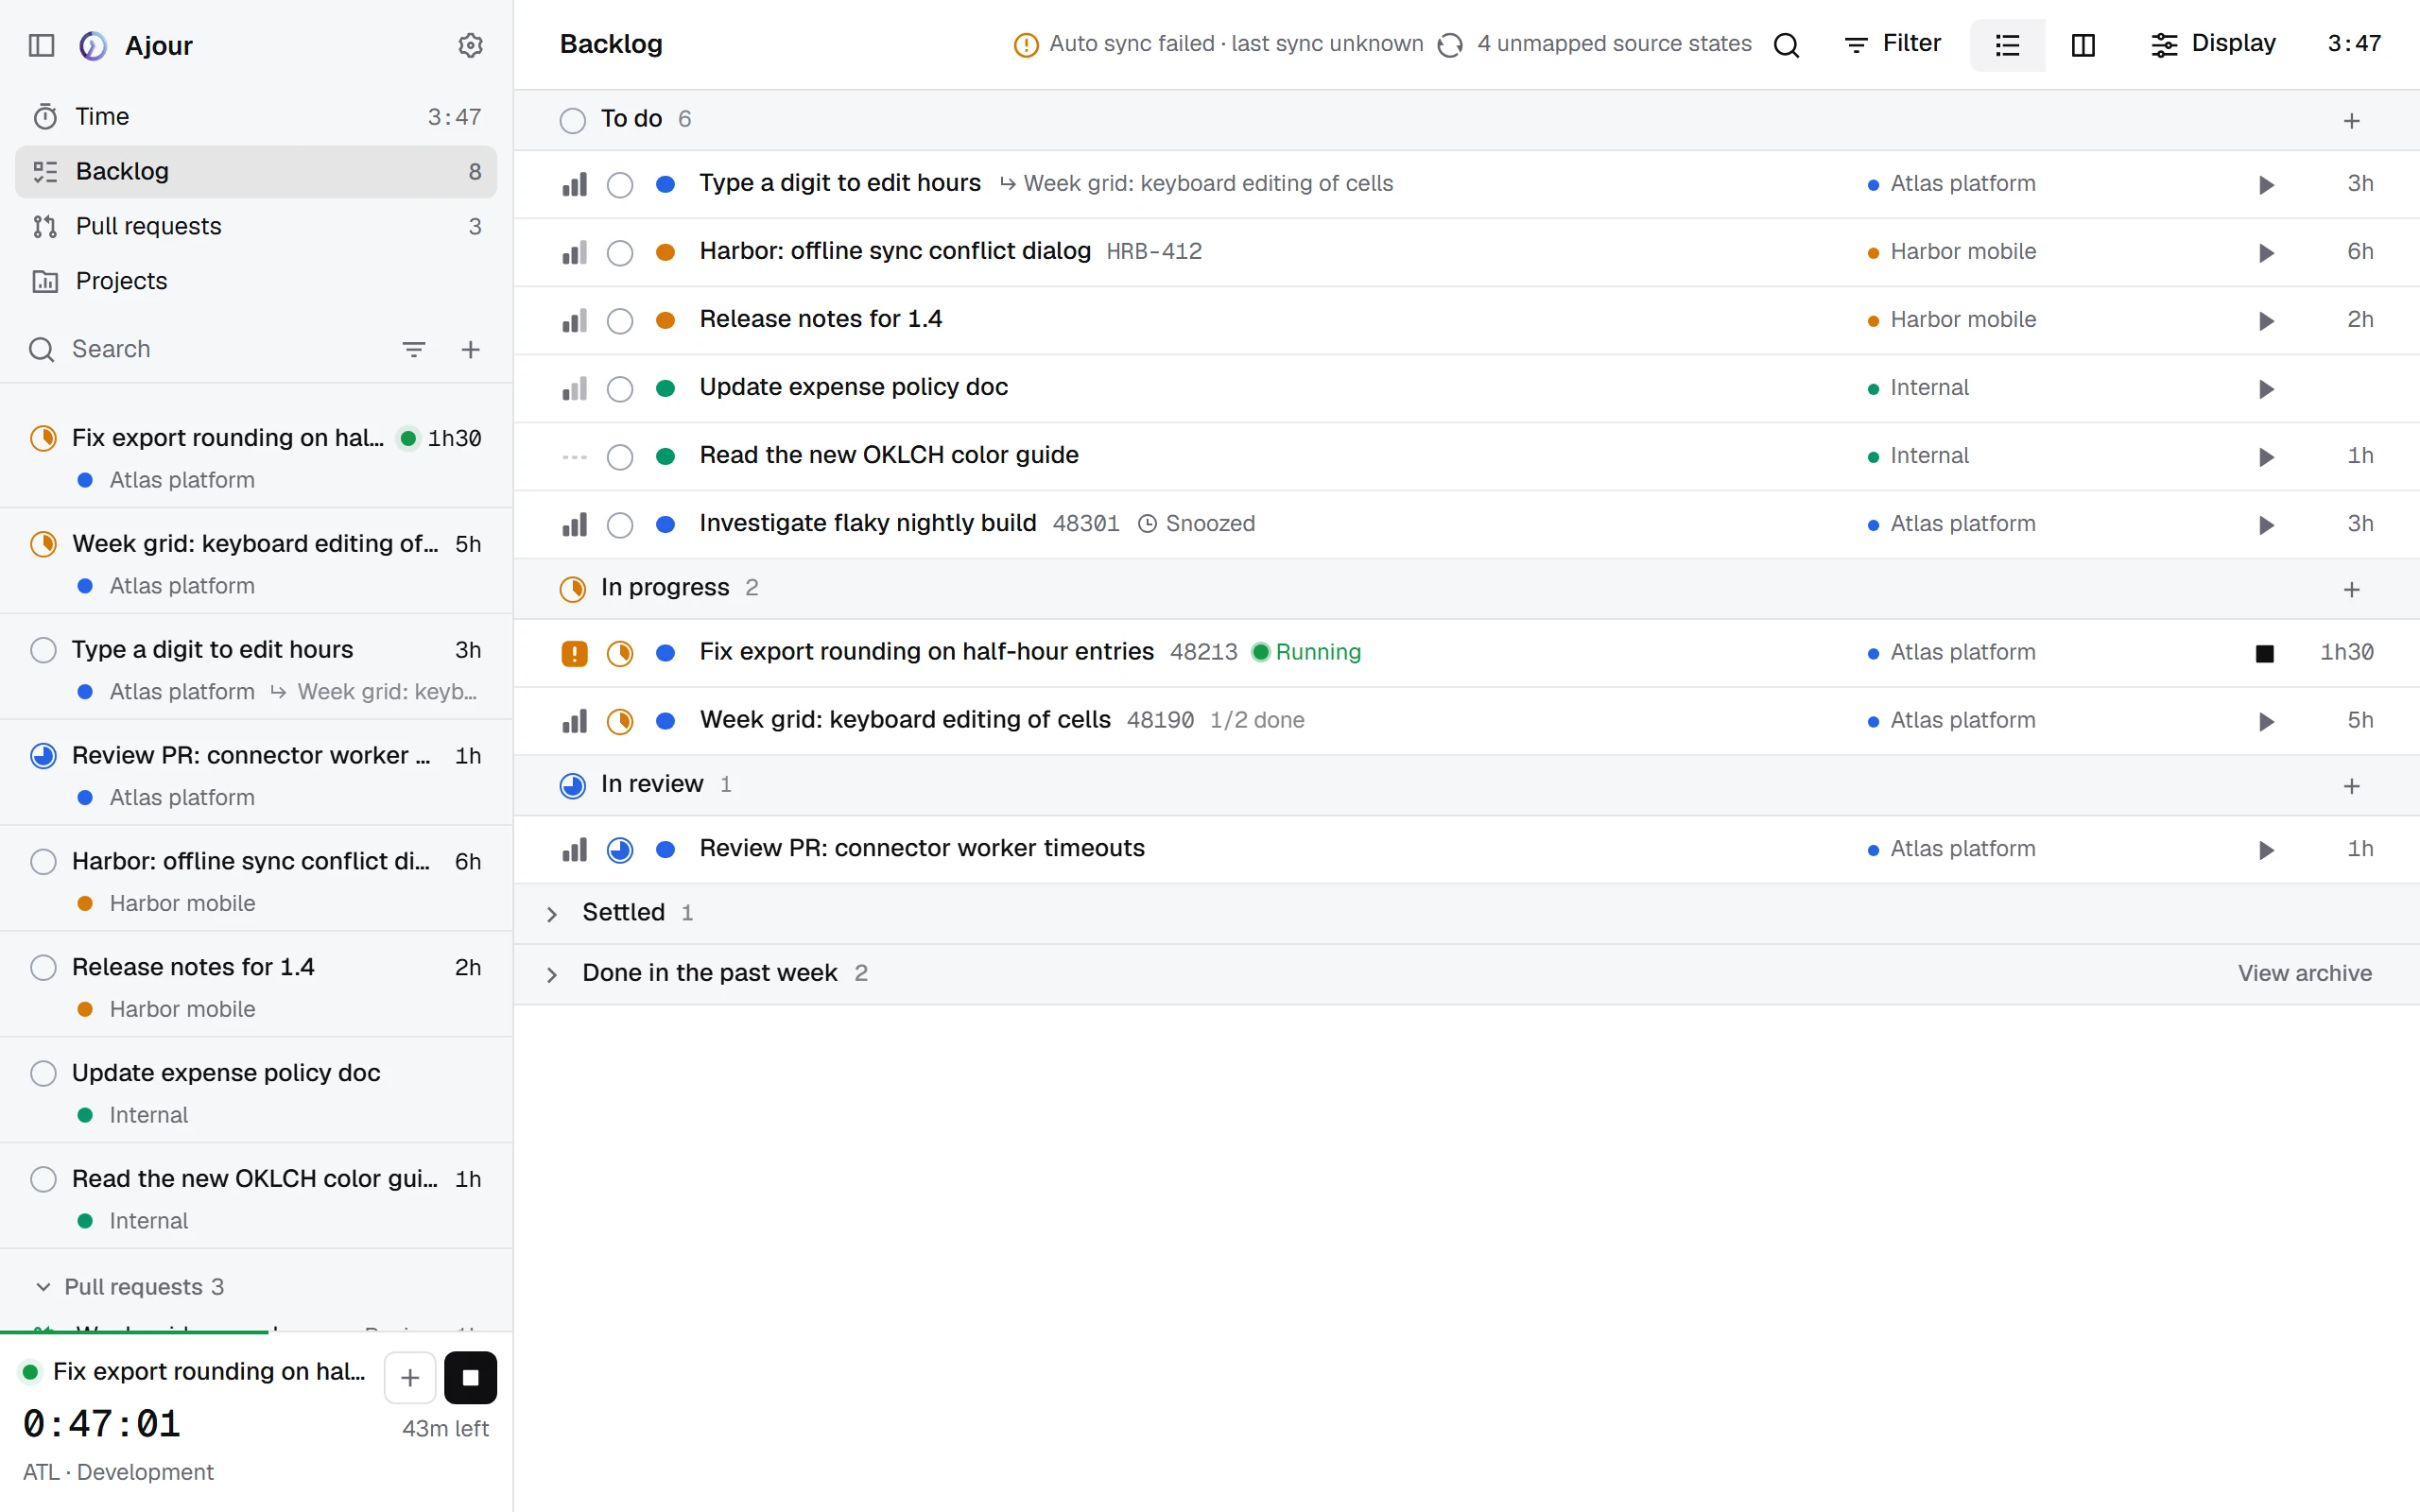 Ajour
Time 3:47
Backlog 8
Pull requests 3
Projects
Search
Fix export rounding on hal... 1h30
Atlas platform
Week grid: keyboard editing of... 5h
Atlas platform
Type a digit to edit hours 3h
Atlas platform ↳ Week grid: keyb...
Review PR: connector worker ... 1h
Atlas platform
Harbor: offline sync conflict di... 6h
Harbor mobile
Release notes for 1.4 2h
Harbor mobile
Update expense policy doc
Internal
Read the new OKLCH color gui... 1h
Internal
Pull requests 3
Fix export rounding on hal...
0:47:01 43m left
ATL · Development
Backlog Auto sync failed · last sync unknown 4 unmapped source states Filter Display 3:47
To do 6
Type a digit to edit hours ↳ Week grid: keyboard editing of cells Atlas platform 3h
Harbor: offline sync conflict dialog HRB-412 Harbor mobile 6h
Release notes for 1.4 Harbor mobile 2h
Update expense policy doc Internal
Read the new OKLCH color guide Internal 1h
Investigate flaky nightly build 48301 Snoozed Atlas platform 3h
In progress 2
Fix export rounding on half-hour entries 48213 Running Atlas platform 1h30
Week grid: keyboard editing of cells 48190 1/2 done Atlas platform 5h
In review 1
Review PR: connector worker timeouts Atlas platform 1h
Settled 1
Done in the past week 2 View archive